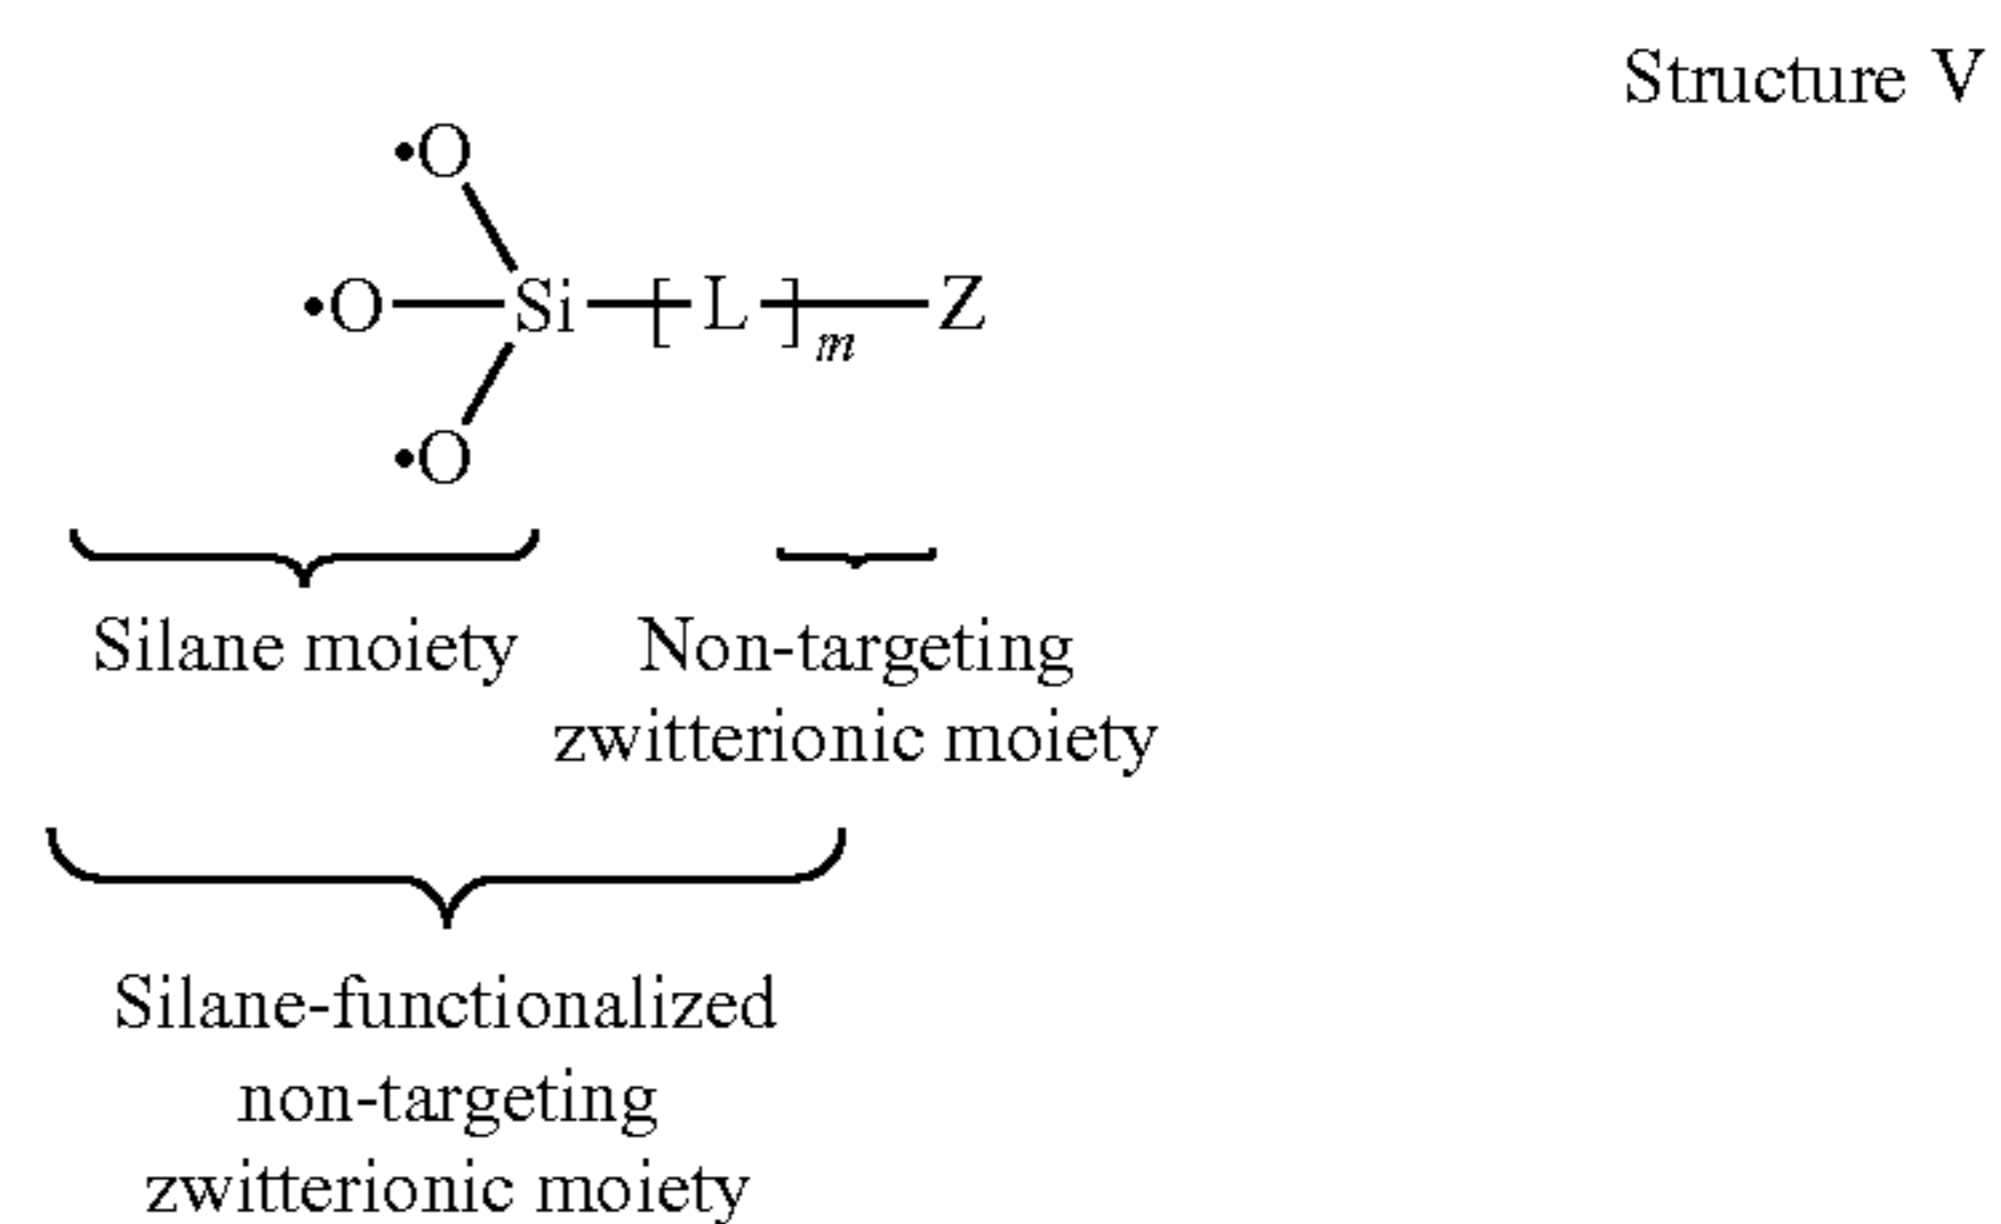 Structure V
•O
•O—Si—[L]m—Z
•O
Silane moiety
Non-targeting
zwitterionic moiety
Silane-functionalized
non-targeting
zwitterionic moiety